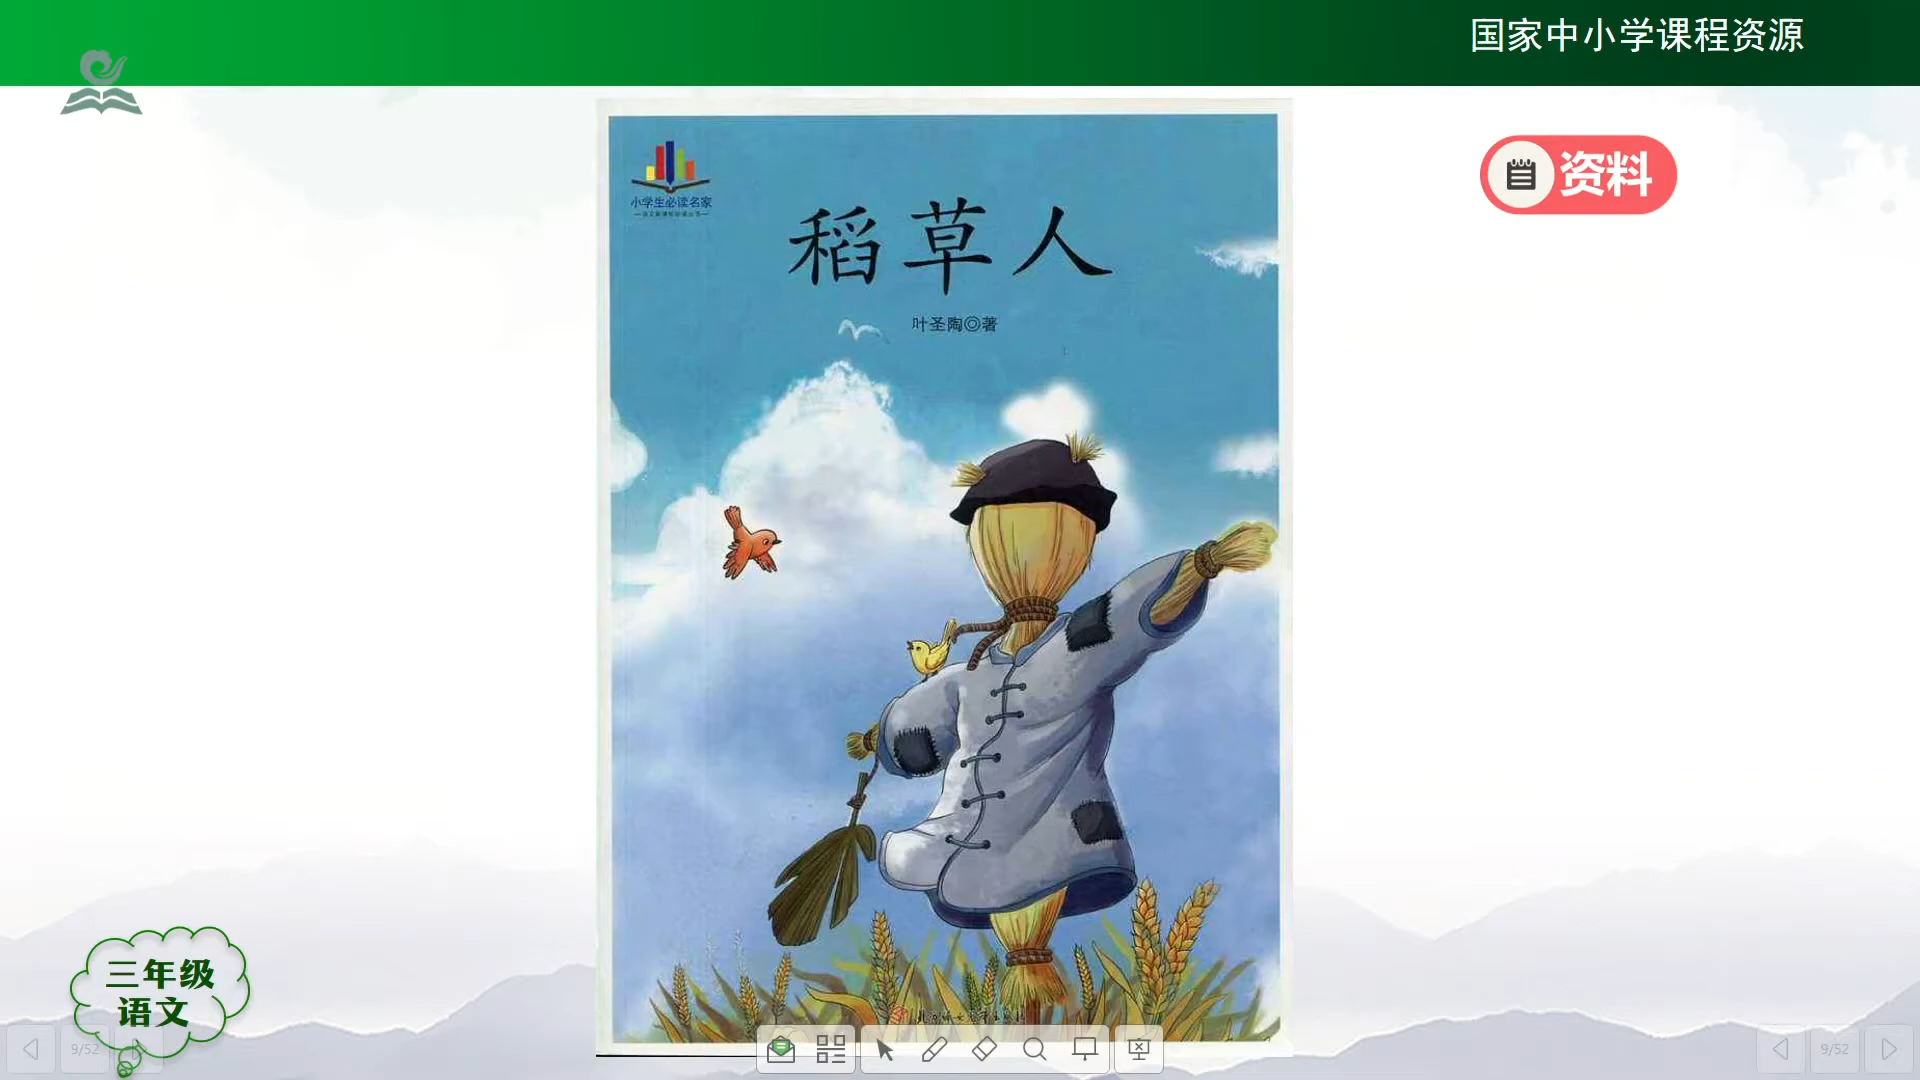 国家中小学课程资源
资料
小学生必读名家
稻草人
叶圣陶◎著
三年级
语文
9/52
9/52